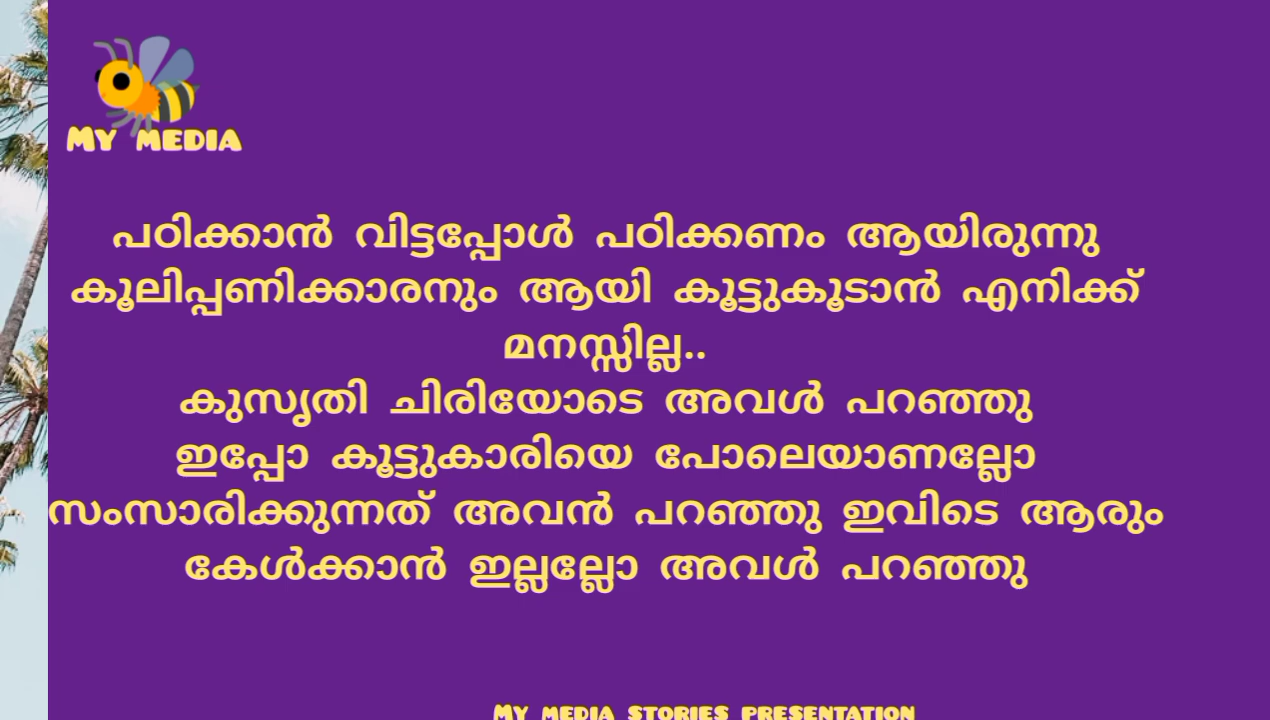 My media
പഠിക്കാൻ വിട്ടപ്പോൾ പഠിക്കണം ആയിരുന്നു
കൂലിപ്പണിക്കാരനും ആയി കൂട്ടുകൂടാൻ എനിക്ക്
മനസ്സില്ല..
കുസൃതി ചിരിയോടെ അവൾ പറഞ്ഞു
ഇപ്പോ കൂട്ടുകാരിയെ പോലെയാണല്ലോ
സംസാരിക്കുന്നത് അവൻ പറഞ്ഞു ഇവിടെ ആരും
കേൾക്കാൻ ഇല്ലല്ലോ അവൾ പറഞ്ഞു
My media stories presentation